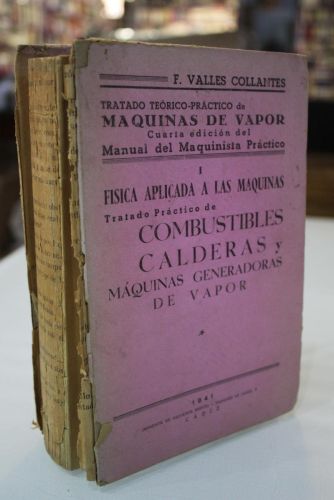 F. VALLES COLLANTES
TRATADO TEÓRICO-PRÁCTICO de
MAQUINAS DE VAPOR
Cuarta edición del
Manual del Maquinista Práctico
I
FISICA APLICADA A LAS MAQUINAS
Tratado Práctico de
COMBUSTIBLES
CALDERAS y
MÁQUINAS GENERADORAS
DE VAPOR
1941
CADIZ